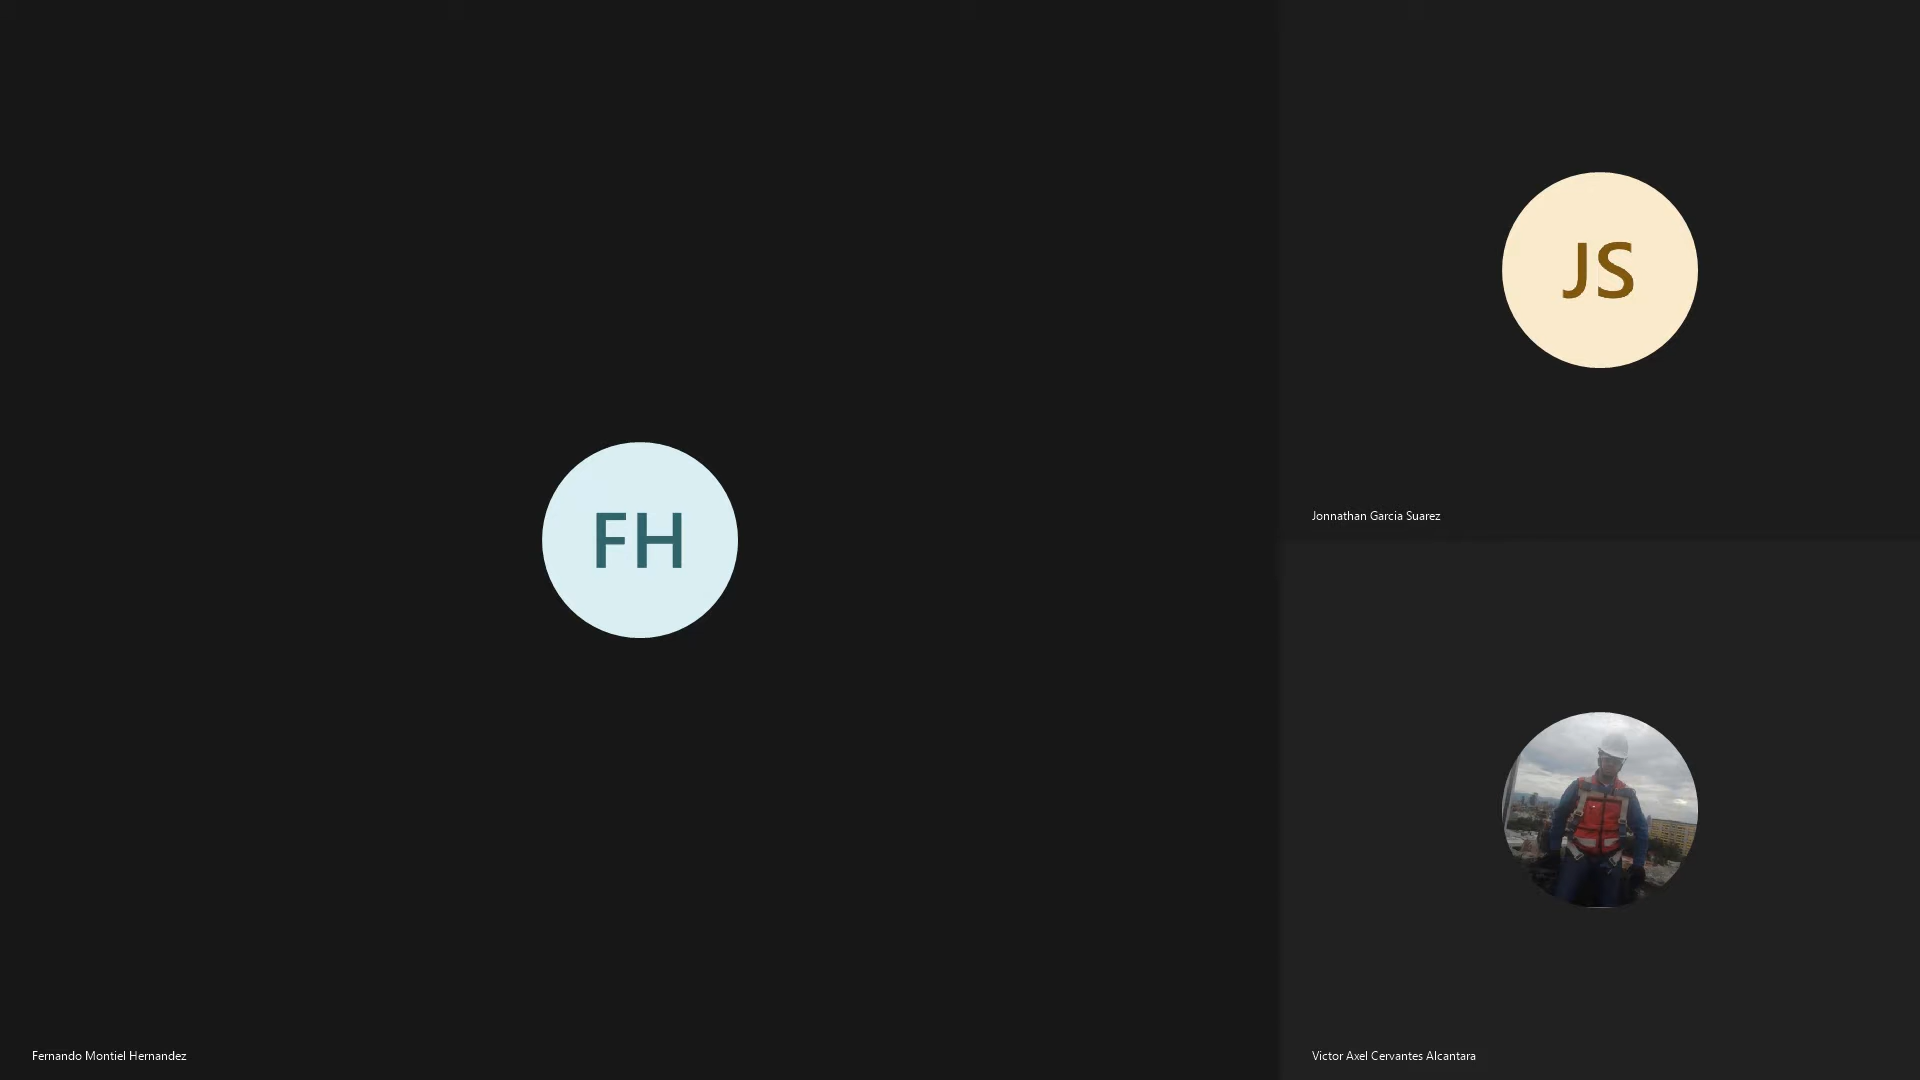 FH
Fernando Montiel Hernandez
JS
Jonnathan Garcia Suarez
Victor Axel Cervantes Alcantara